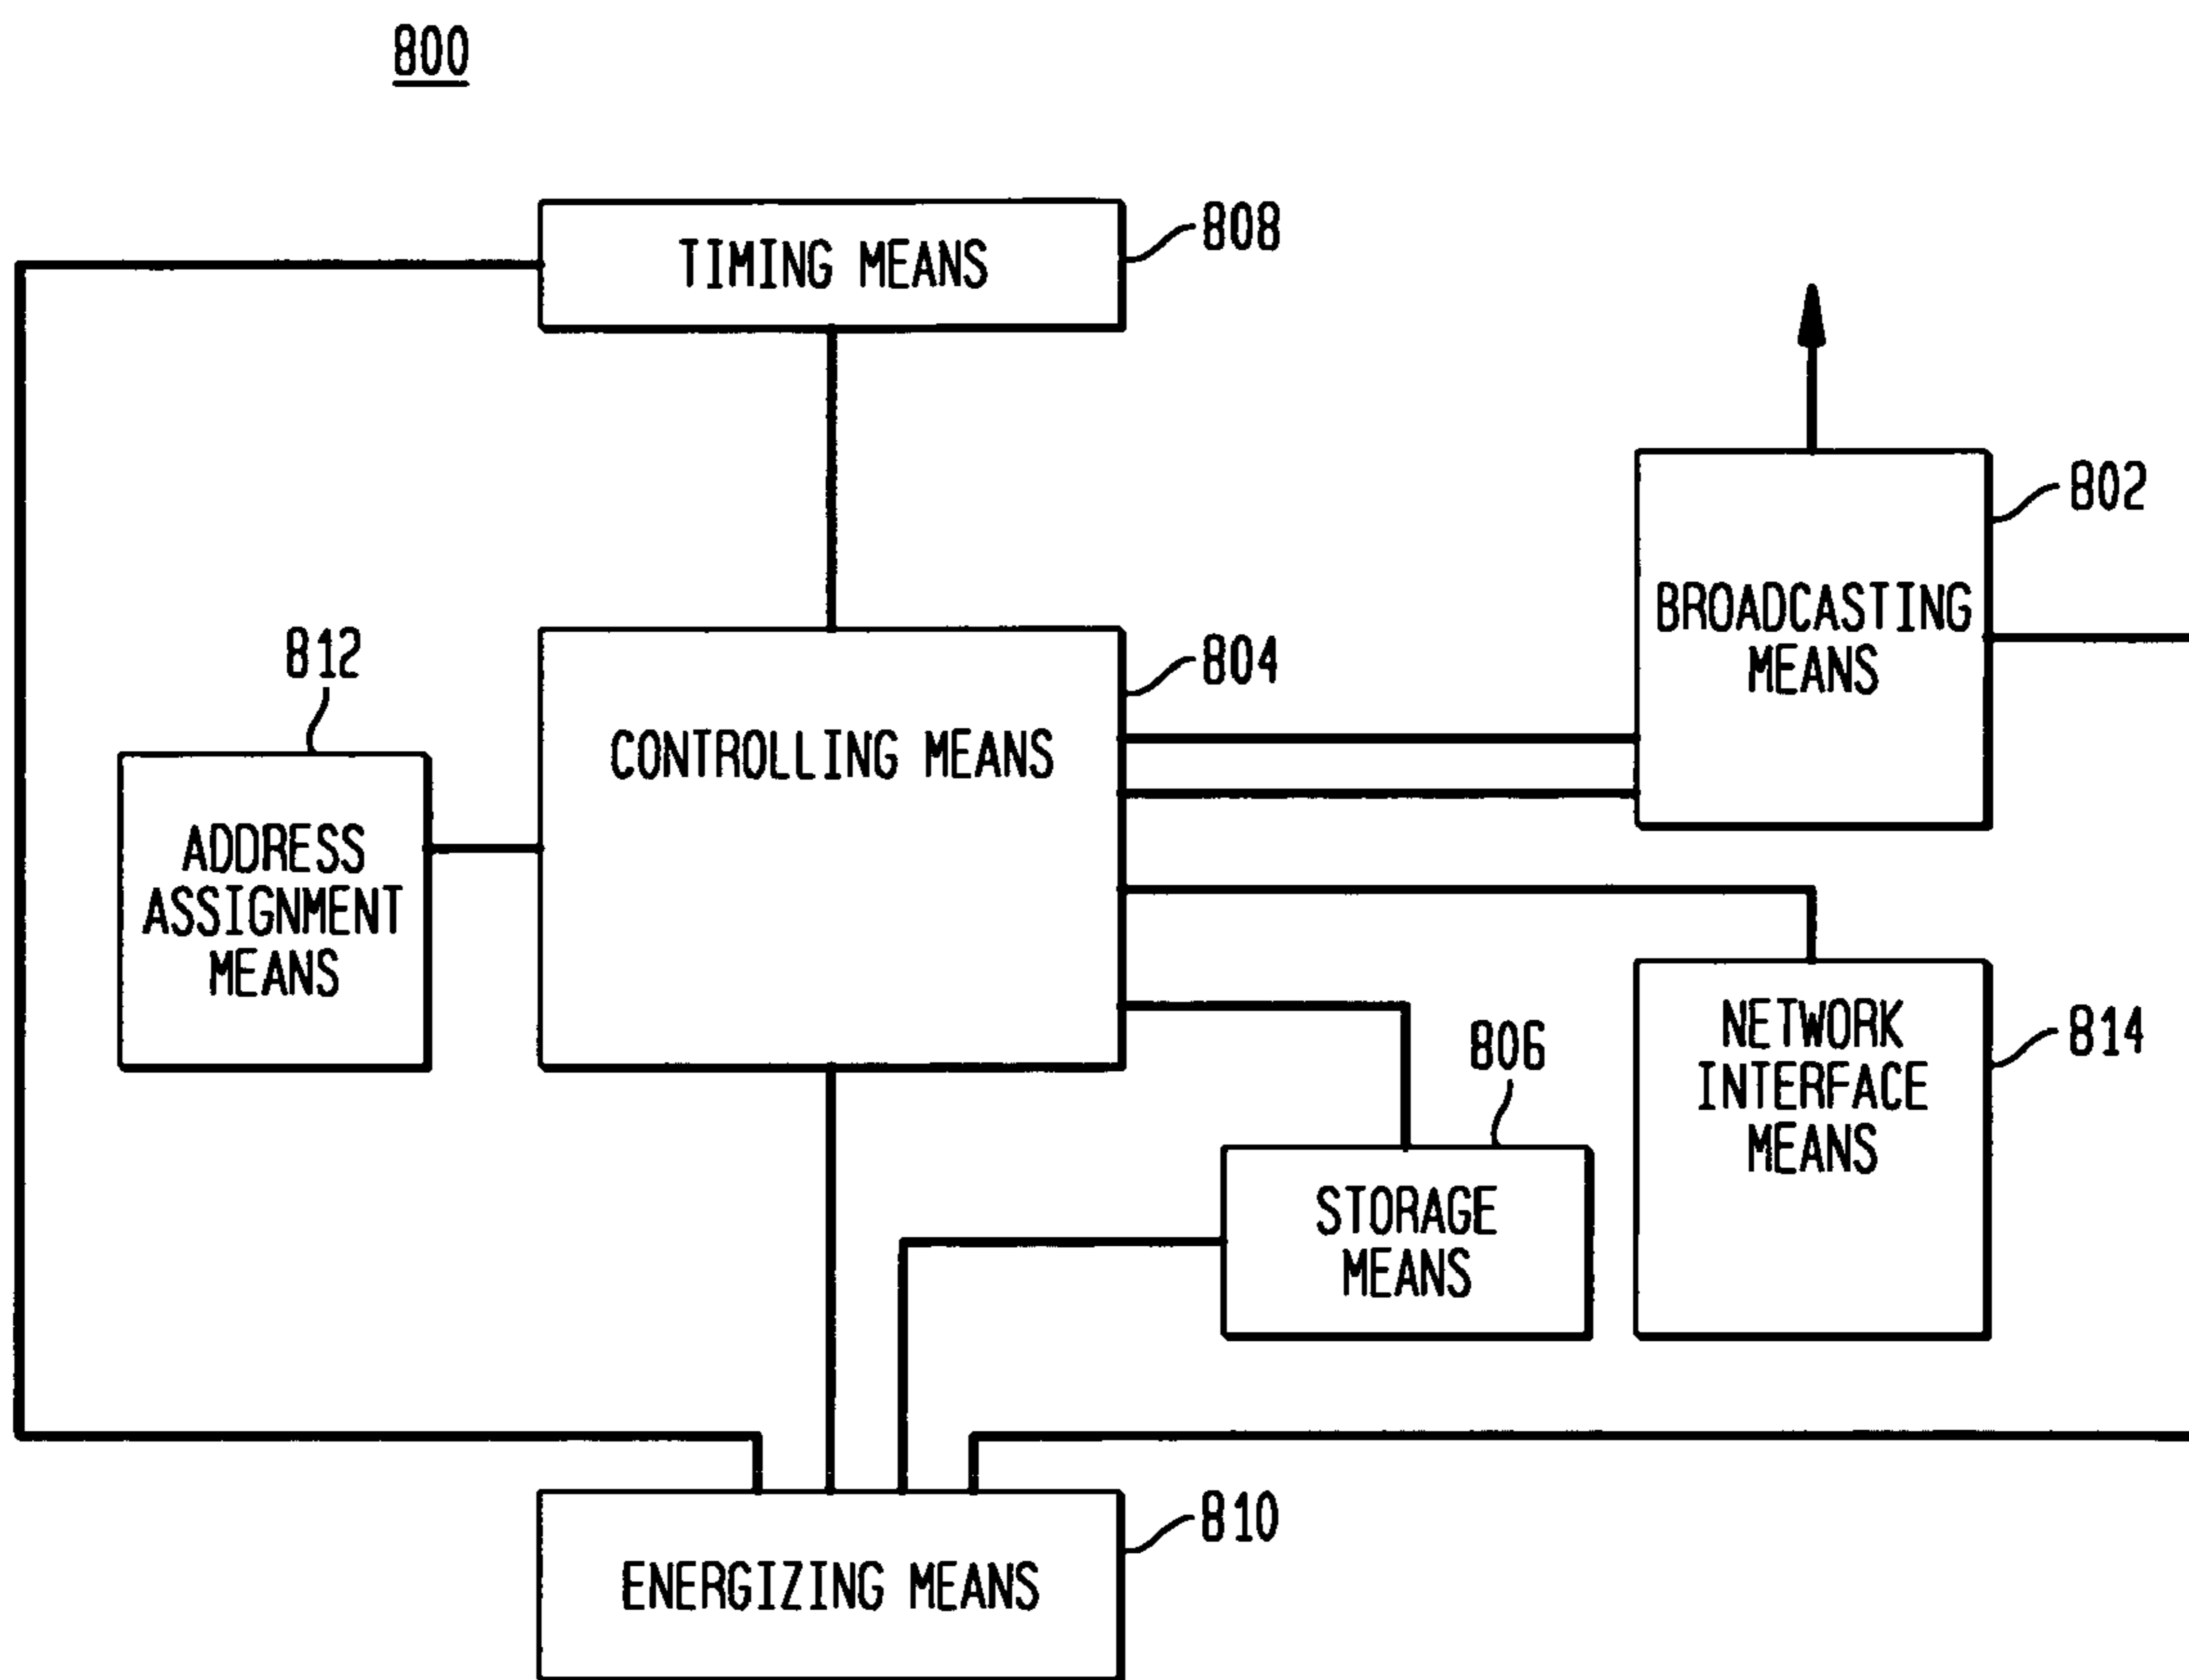 800
808
TIMING MEANS
802
BROADCASTING
MEANS
812
804
CONTROLLING MEANS
ADDRESS
ASSIGNMENT
MEANS
814
NETWORK
INTERFACE
MEANS
806
STORAGE
MEANS
810
ENERGIZING MEANS